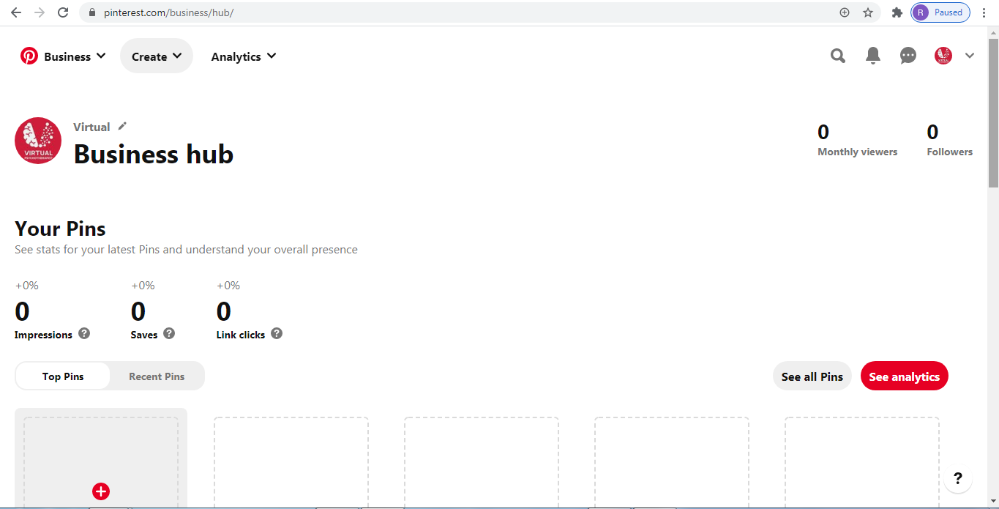 pinterest.com/business/hub/
R Paused
Business Create Analytics
Virtual
Business hub
VIRTUAL
PSYCHOTHERAPIST
0 0
Monthly viewers Followers
Your Pins
See stats for your latest Pins and understand your overall presence
+0% +0% +0%
0 0 0
Impressions ? Saves ? Link clicks ?
Top Pins Recent Pins See all Pins See analytics
?